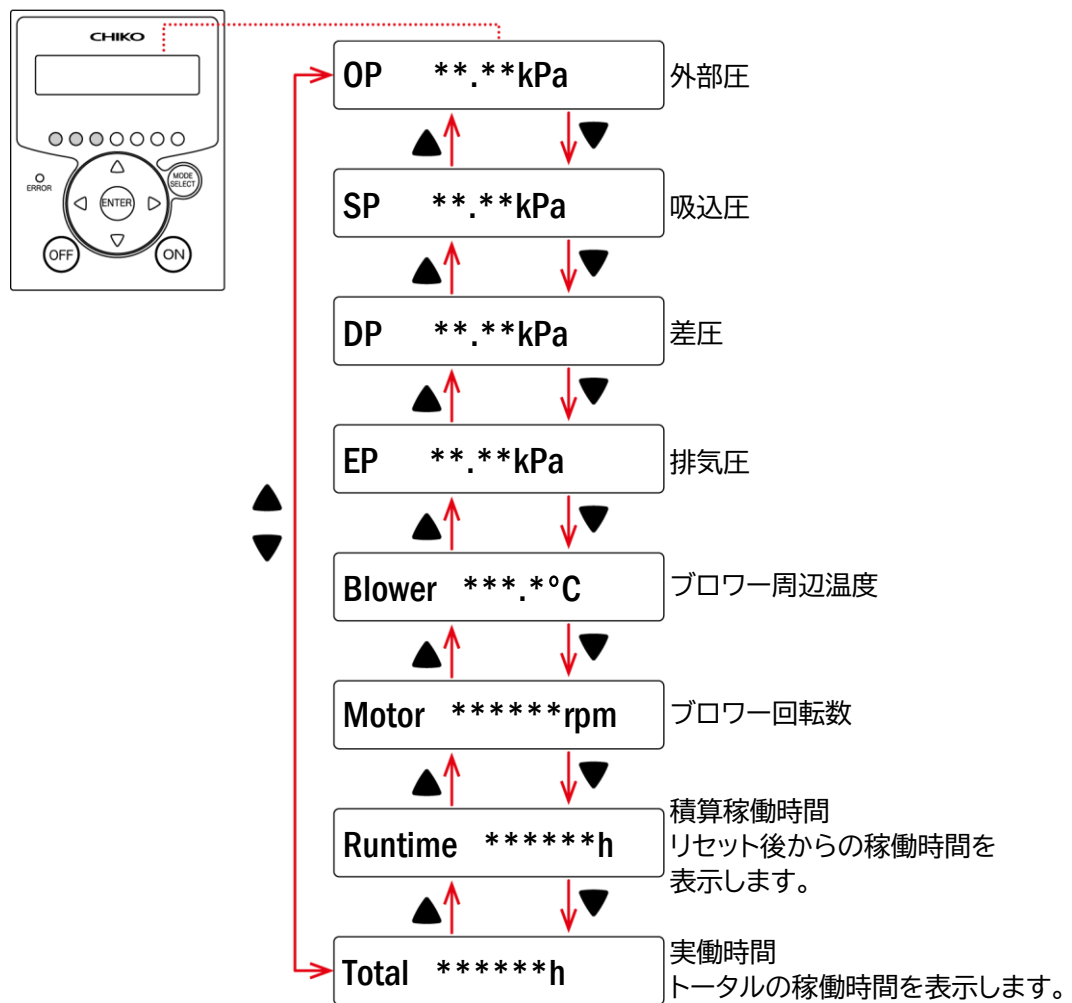 CHIKO
ERROR
MODE
SELECT
ENTER
OFF
ON
OP **.**kPa
外部圧
SP **.**kPa
吸込圧
DP **.**kPa
差圧
EP **.**kPa
排気圧
Blower ***.*°C
ブロワー周辺温度
Motor ******rpm
ブロワー回転数
Runtime ******h
積算稼働時間
リセット後からの稼働時間を
表示します。
Total ******h
実働時間
トータルの稼働時間を表示します。